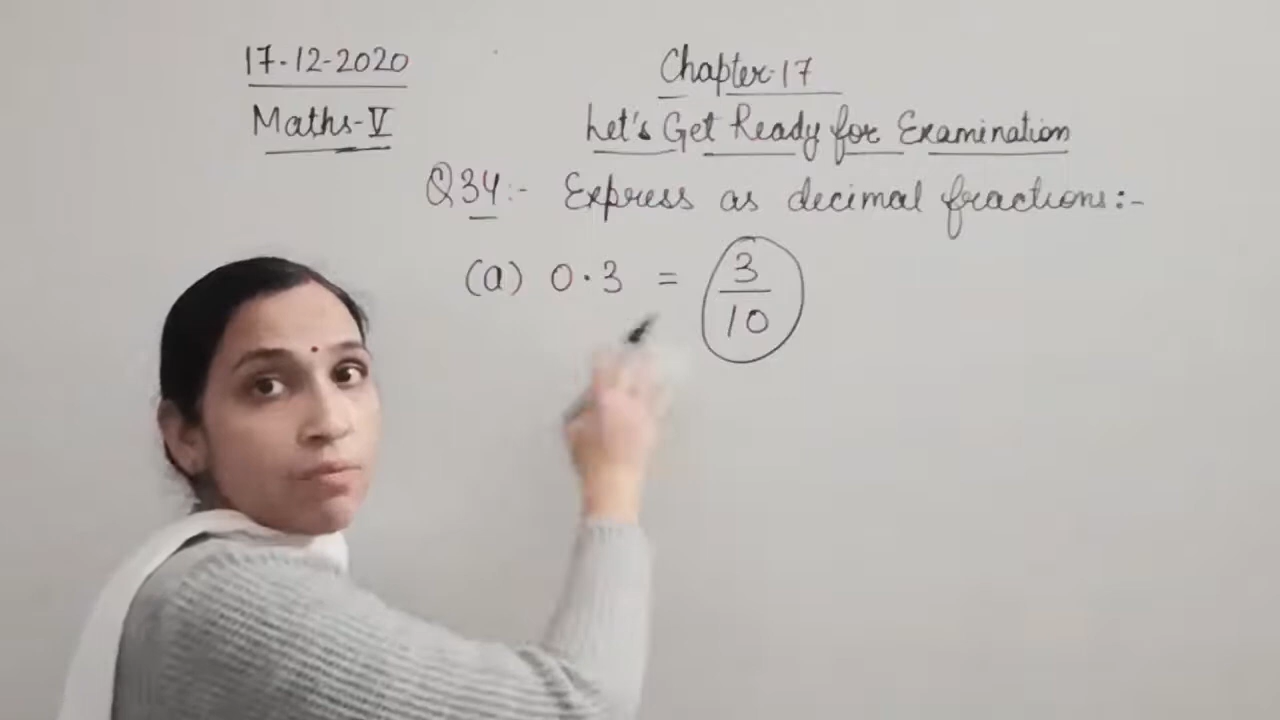 17-12-2020
Maths-V
Chapter-17
Let's Get Ready for Examination
Q34:- Express as decimal fractions:-
(a) 0.3 = 3/10